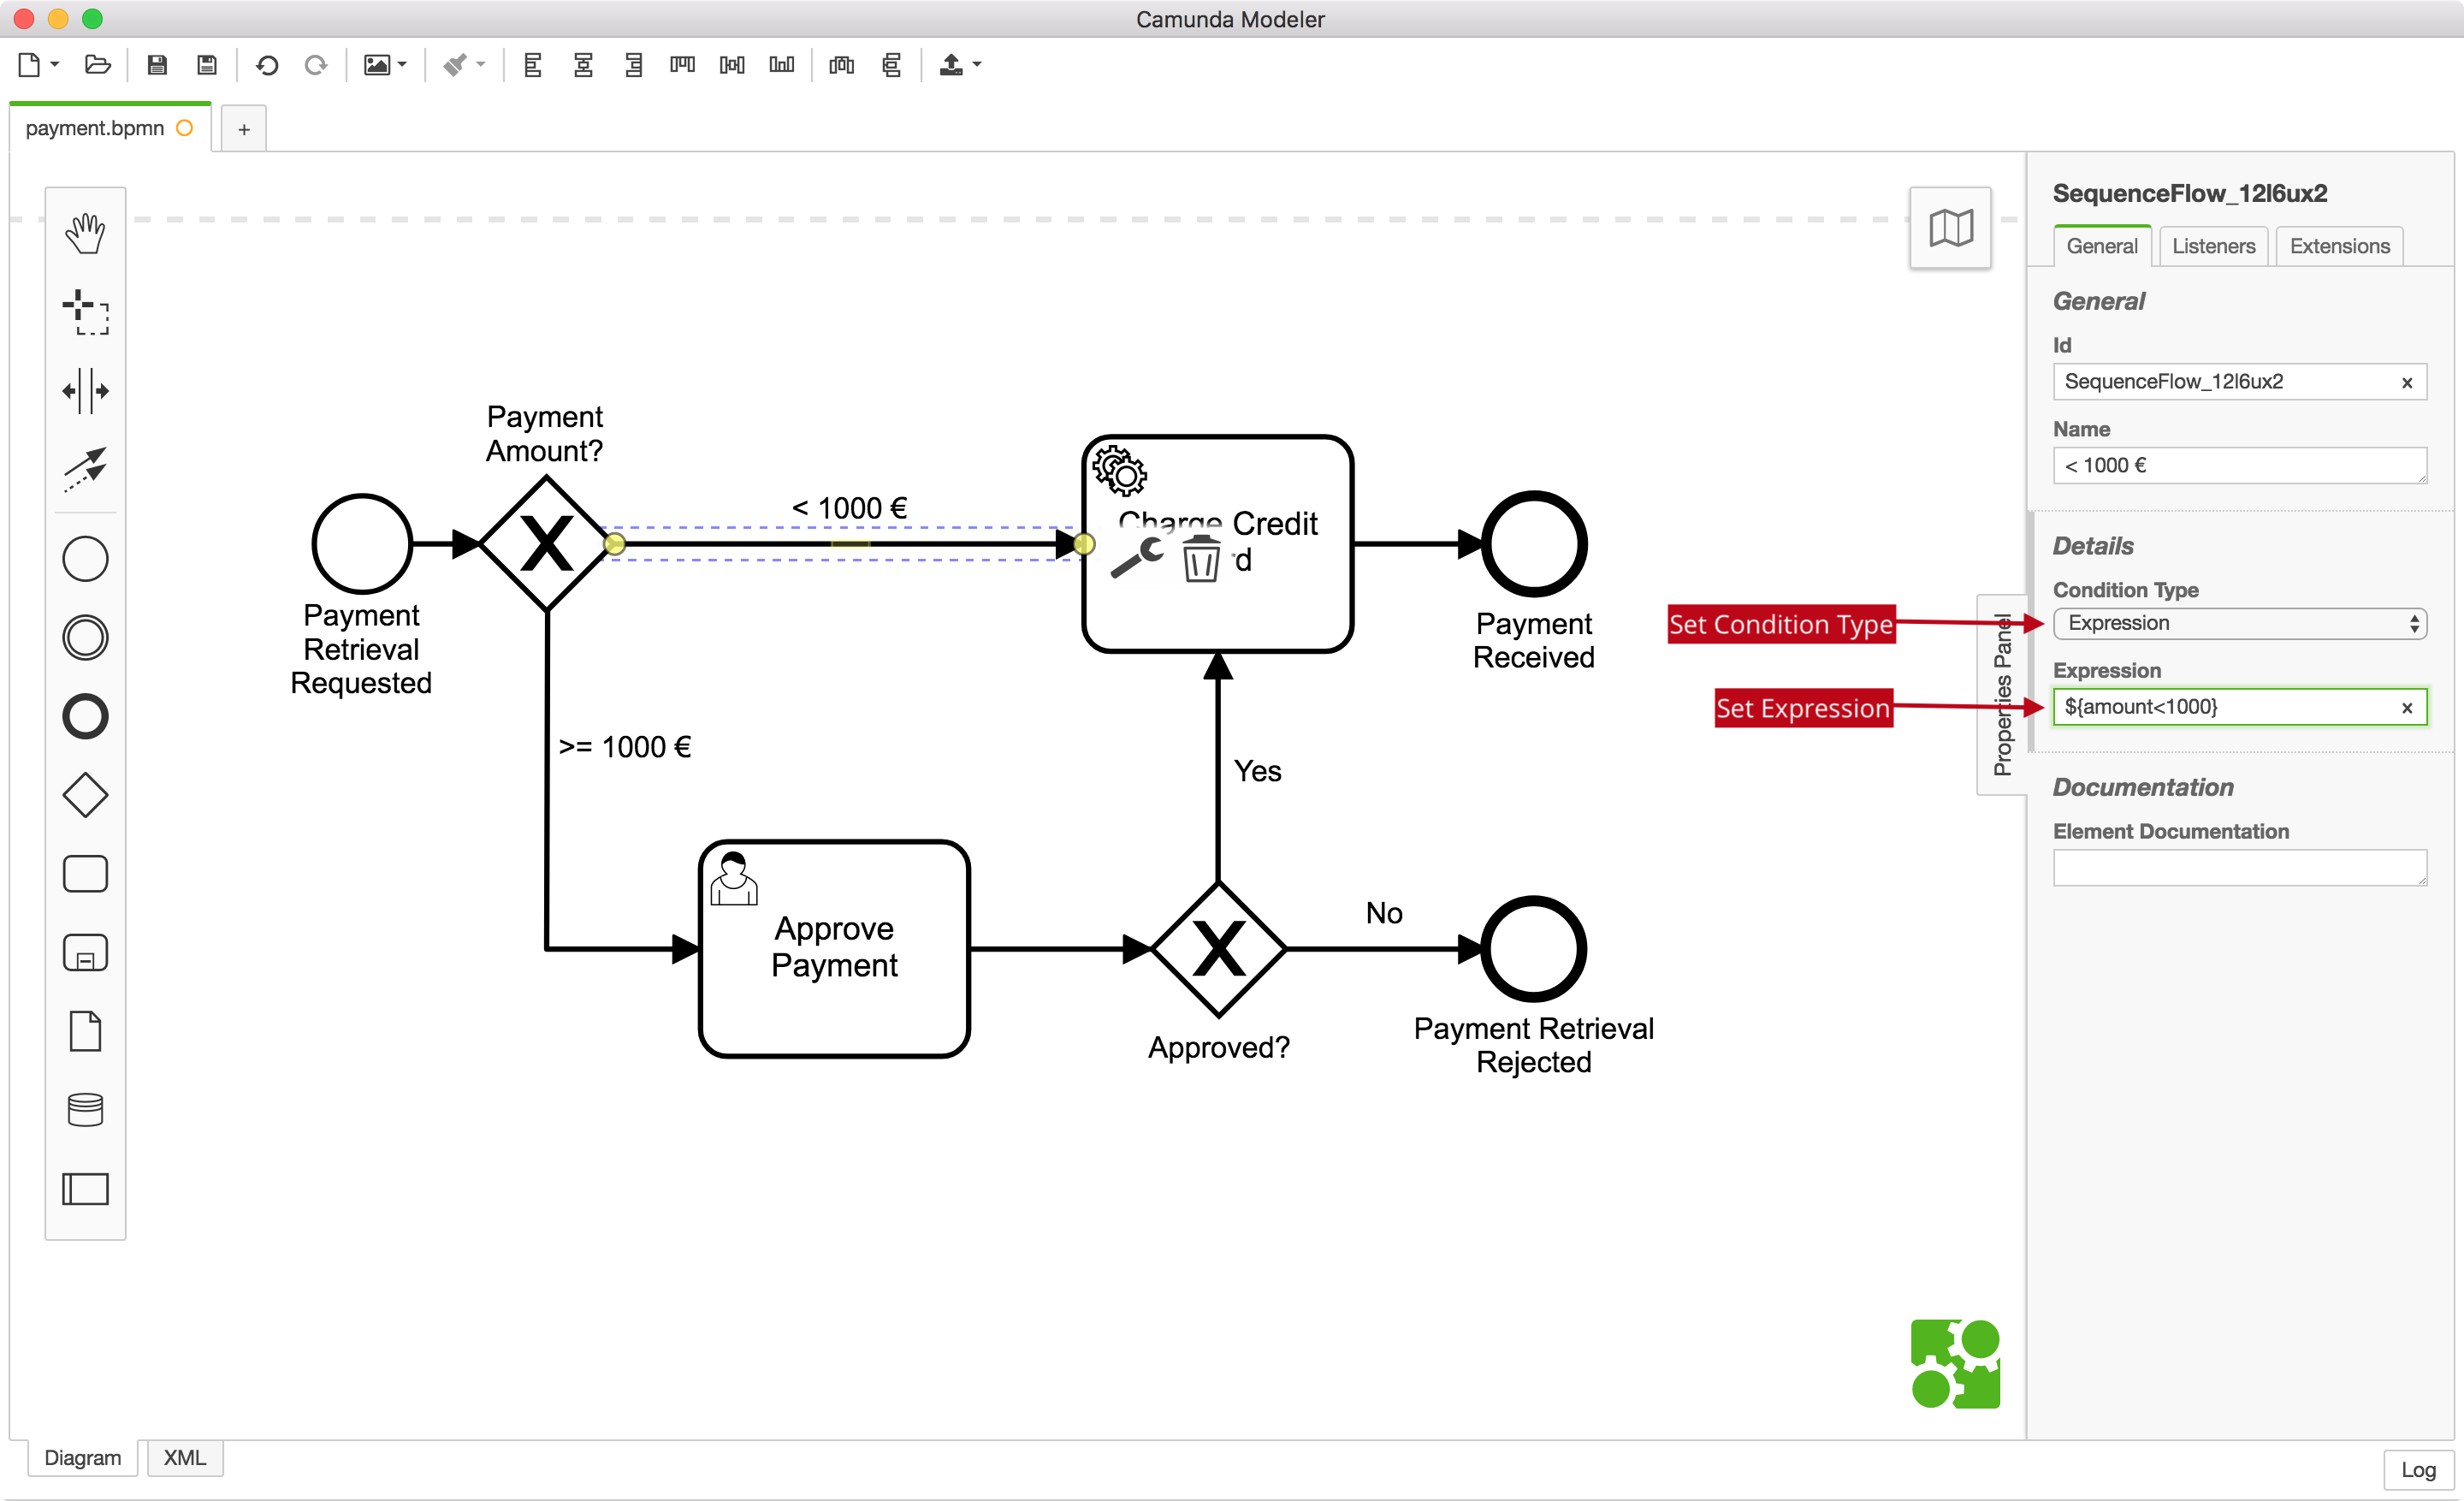 Camunda Modeler
payment.bpmn
+
Payment
Amount?
< 1000 €
Payment
Retrieval
Requested
Charge Credit
d
Payment
Received
>= 1000 €
Yes
Approve
Payment
No
Approved?
Payment Retrieval
Rejected
Set Condition Type
Set Expression
Properties Panel
SequenceFlow_12l6ux2
General Listeners Extensions
General
Id
SequenceFlow_12l6ux2 ×
Name
< 1000 €
Details
Condition Type
Expression
Expression
${amount<1000} ×
Documentation
Element Documentation
Diagram XML
Log